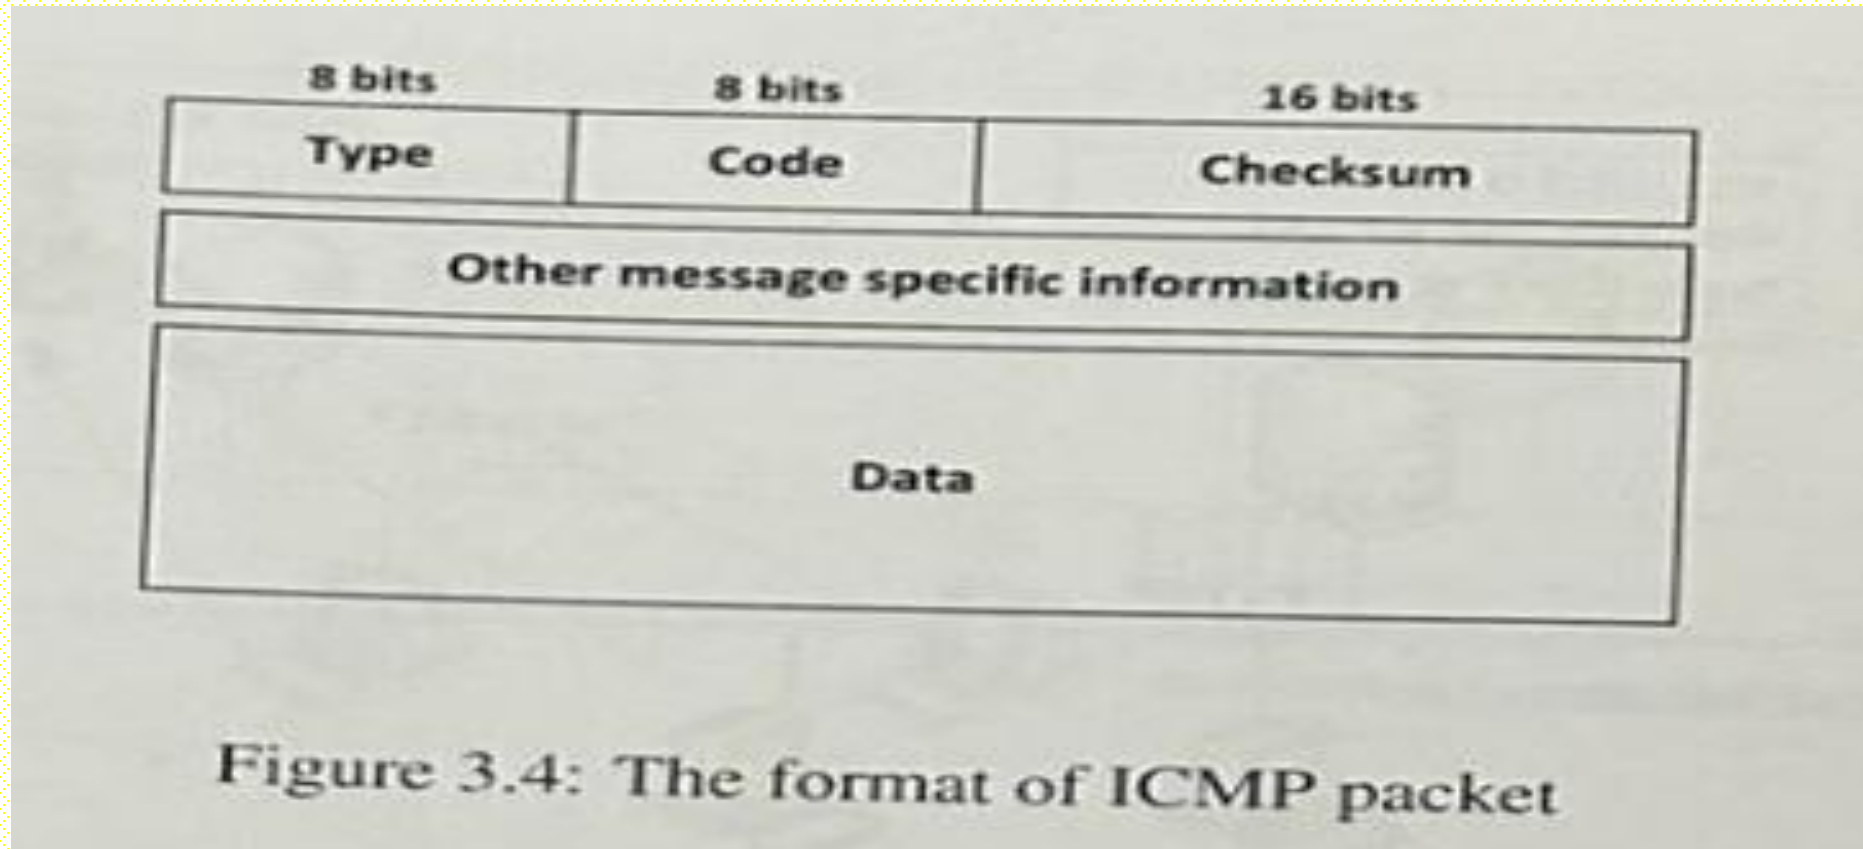 8 bits 8 bits 16 bits
Type Code Checksum
Other message specific information
Data
Figure 3.4: The format of ICMP packet